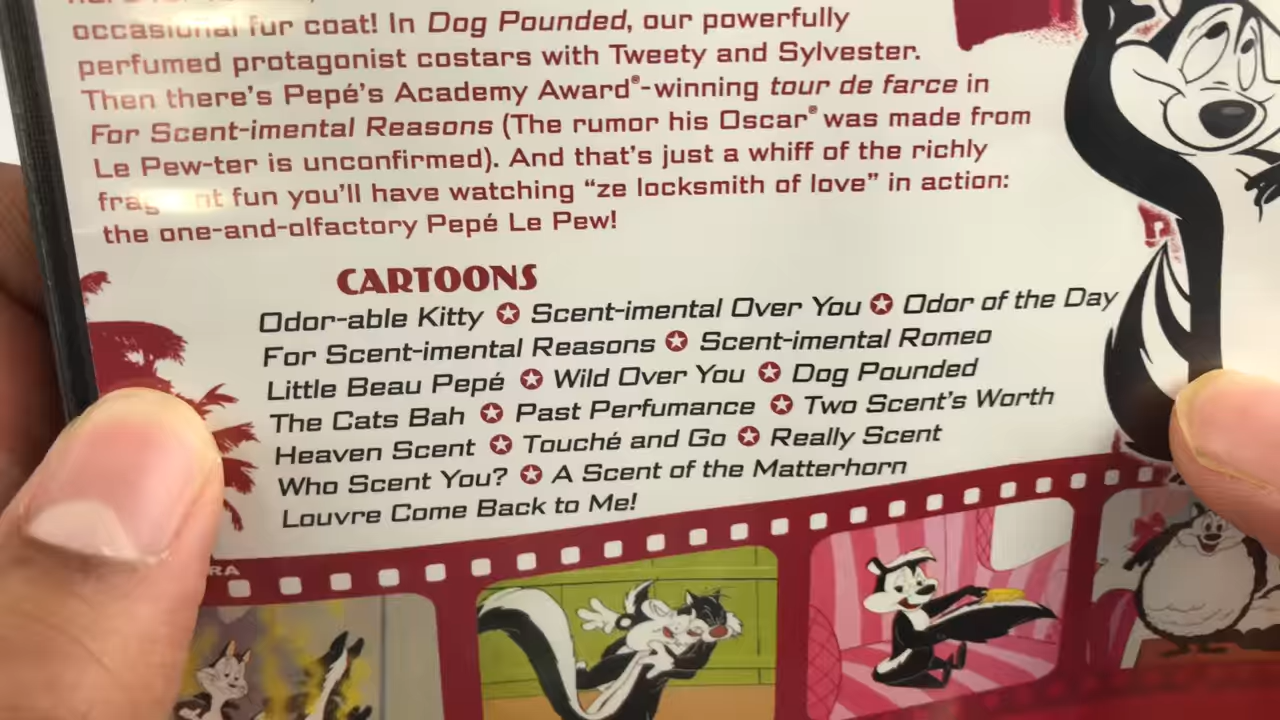 occasional fur coat! In Dog Pounded, our powerfully
perfumed protagonist costars with Tweety and Sylvester.
Then there's Pepé's Academy Award®-winning tour de farce in
For Scent-imental Reasons (The rumor his Oscar® was made from
Le Pew-ter is unconfirmed). And that's just a whiff of the richly
fun you'll have watching “ze locksmith of love” in action:
the one-and-olfactory Pepé Le Pew!
CARTOONS
Odor-able Kitty ✪ Scent-imental Over You ✪ Odor of the Day
For Scent-imental Reasons ✪ Scent-imental Romeo
Little Beau Pepé ✪ Wild Over You ✪ Dog Pounded
The Cats Bah ✪ Past Perfumance ✪ Two Scent's Worth
Heaven Scent ✪ Touché and Go ✪ Really Scent
Who Scent You? ✪ A Scent of the Matterhorn
Louvre Come Back to Me!
RA